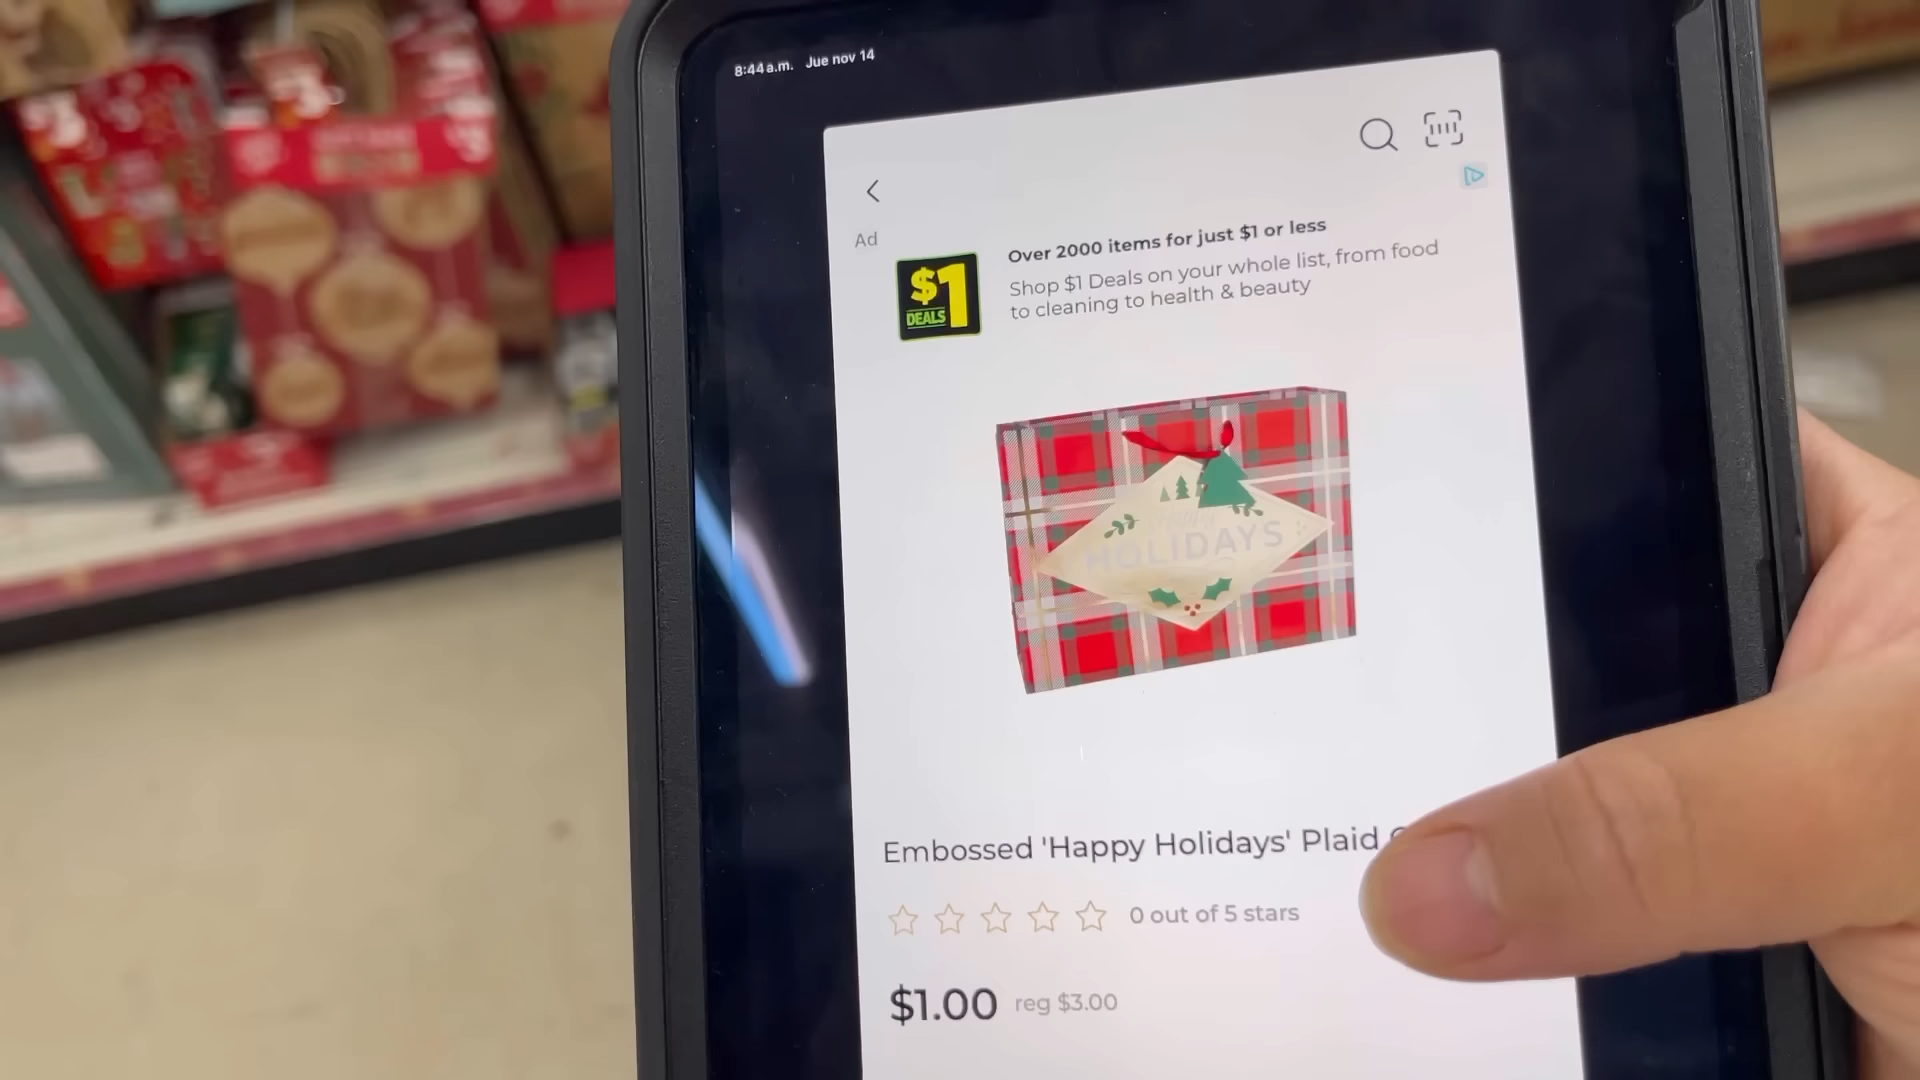 8:44 a.m. Jue nov 14
Ad
$1
DEALS
Over 2000 items for just $1 or less
Shop $1 Deals on your whole list, from food
to cleaning to health & beauty
HOLIDAYS
Embossed 'Happy Holidays' Plaid
0 out of 5 stars
$1.00 reg $3.00
$3
$3